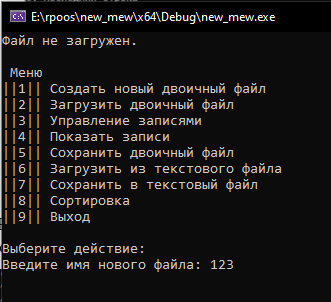 E:\rpoos\new_mew\x64\Debug\new_mew.exe
Файл не загружен.
Меню
||1|| Создать новый двоичный файл
||2|| Загрузить двоичный файл
||3|| Управление записями
||4|| Показать записи
||5|| Сохранить двоичный файл
||6|| Загрузить из текстового файла
||7|| Сохранить в текстовый файл
||8|| Сортировка
||9|| Выход
Выберите действие:
Введите имя нового файла: 123